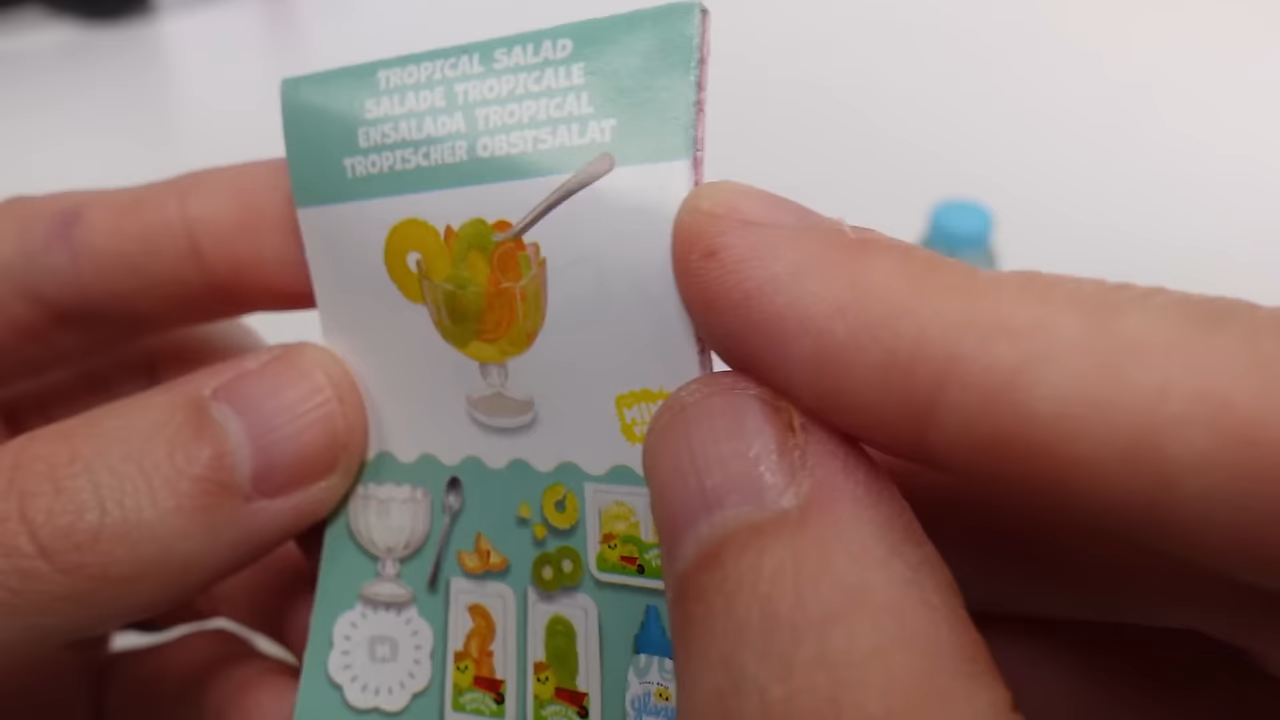 TROPICAL SALAD
SALADE TROPICALE
ENSALADA TROPICAL
TROPISCHER OBSTSALAT